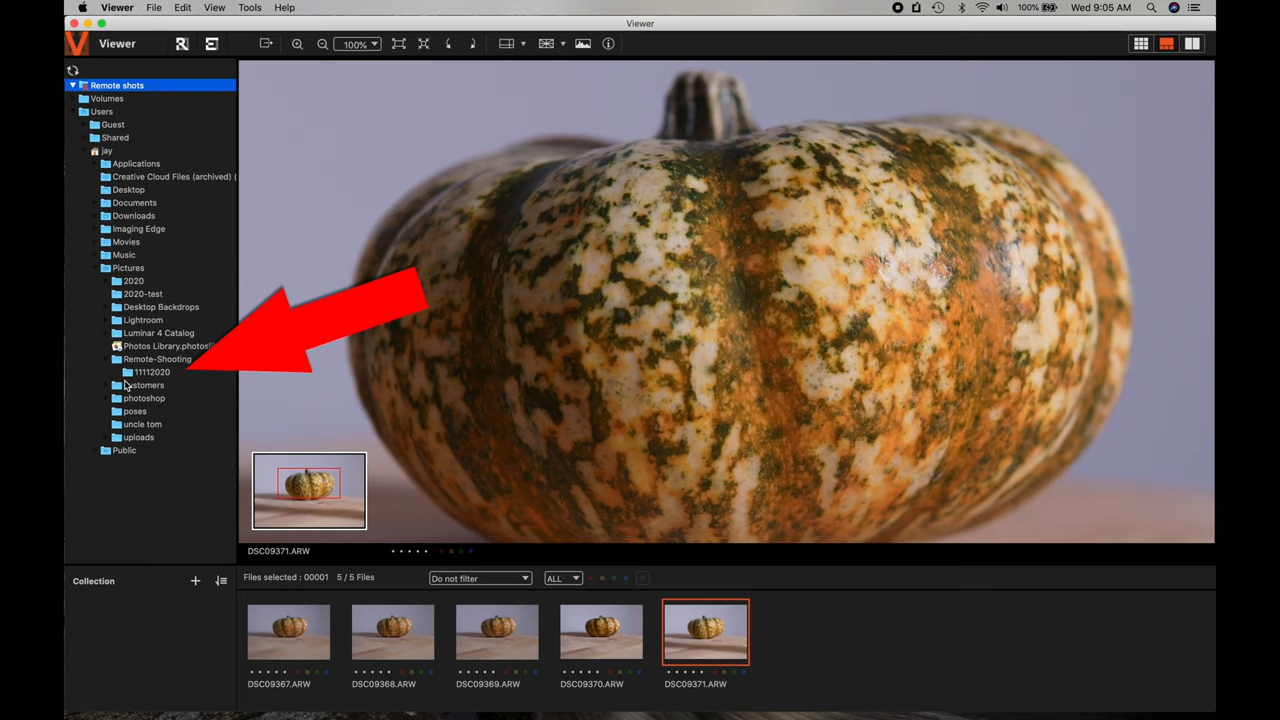 Viewer File Edit View Tools Help 100% Wed 9:05 AM
Viewer
Viewer 100%
Remote shots
Volumes
Users
Guest
Shared
jay
Applications
Creative Cloud Files (archived) (
Desktop
Documents
Downloads
Imaging Edge
Movies
Music
Pictures
2020
2020-test
Desktop Backdrops
Lightroom
Luminar 4 Catalog
Photos Library.photosli
Remote-Shooting
11112020
customers
photoshop
poses
uncle tom
uploads
Public
DSC09371.ARW
Collection
Files selected : 00001 5 / 5 Files Do not filter ALL
DSC09367.ARW DSC09368.ARW DSC09369.ARW DSC09370.ARW DSC09371.ARW